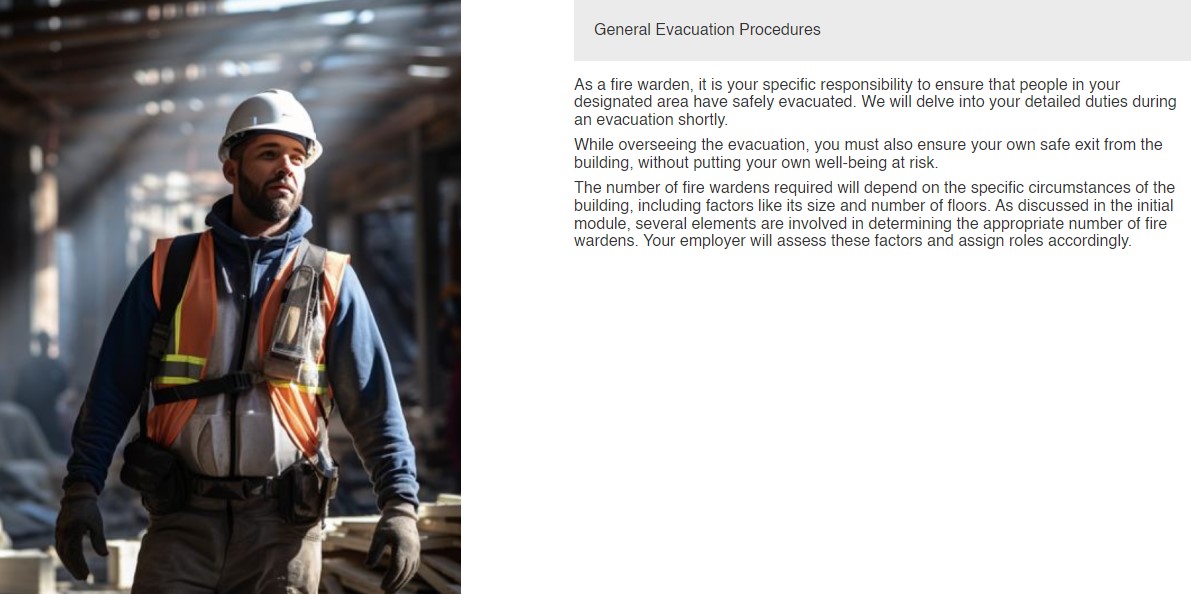 General Evacuation Procedures
As a fire warden, it is your specific responsibility to ensure that people in your
designated area have safely evacuated. We will delve into your detailed duties during
an evacuation shortly.
While overseeing the evacuation, you must also ensure your own safe exit from the
building, without putting your own well-being at risk.
The number of fire wardens required will depend on the specific circumstances of the
building, including factors like its size and number of floors. As discussed in the initial
module, several elements are involved in determining the appropriate number of fire
wardens. Your employer will assess these factors and assign roles accordingly.